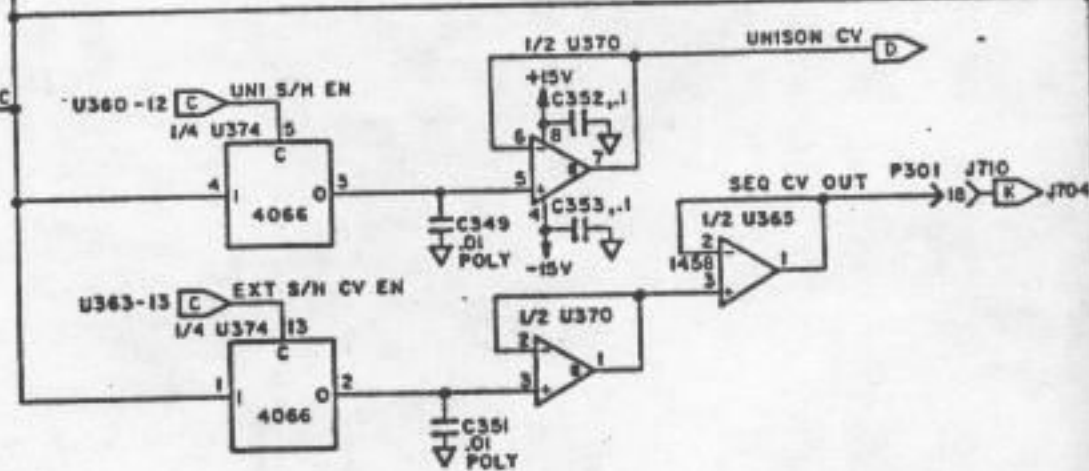 C
U360-12
C
UNI S/H EN
1/4 U374
5
C
4
I
O
3
4066
1/2 U370
+15V
C352,.1
8
6
-
7
5
+
4
C353,.1
-15V
C349
.01
POLY
UNISON CV
D
U363-13
C
EXT S/H CV EN
1/4 U374
13
C
1
I
O
2
4066
C351
.01
POLY
1/2 U370
2
-
1
3
+
SEQ CV OUT
1/2 U365
2
-
1458
1
3
+
P301
J710
18
K
J704